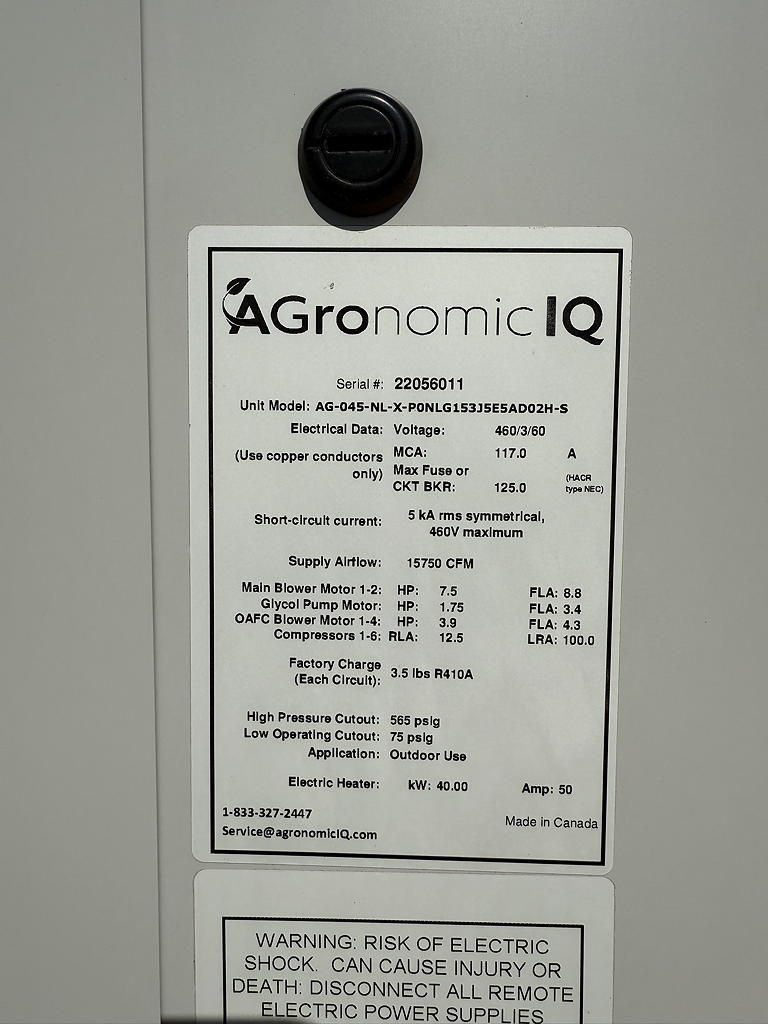 AGronomic IQ
Serial #: 22056011
Unit Model: AG-045-NL-X-P0NLG153J5E5AD02H-S
Electrical Data: Voltage: 460/3/60
(Use copper conductors only) MCA: 117.0 A
Max Fuse or CKT BKR: 125.0 (HACR type NEC)
Short-circuit current: 5 kA rms symmetrical,
460V maximum
Supply Airflow: 15750 CFM
Main Blower Motor 1-2: HP: 7.5 FLA: 8.8
Glycol Pump Motor: HP: 1.75 FLA: 3.4
OAFC Blower Motor 1-4: HP: 3.9 FLA: 4.3
Compressors 1-6: RLA: 12.5 LRA: 100.0
Factory Charge
(Each Circuit): 3.5 lbs R410A
High Pressure Cutout: 565 psig
Low Operating Cutout: 75 psig
Application: Outdoor Use
Electric Heater: kW: 40.00 Amp: 50
1-833-327-2447
Service@agronomicIQ.com
Made in Canada
WARNING: RISK OF ELECTRIC
SHOCK. CAN CAUSE INJURY OR
DEATH: DISCONNECT ALL REMOTE
ELECTRIC POWER SUPPLIES